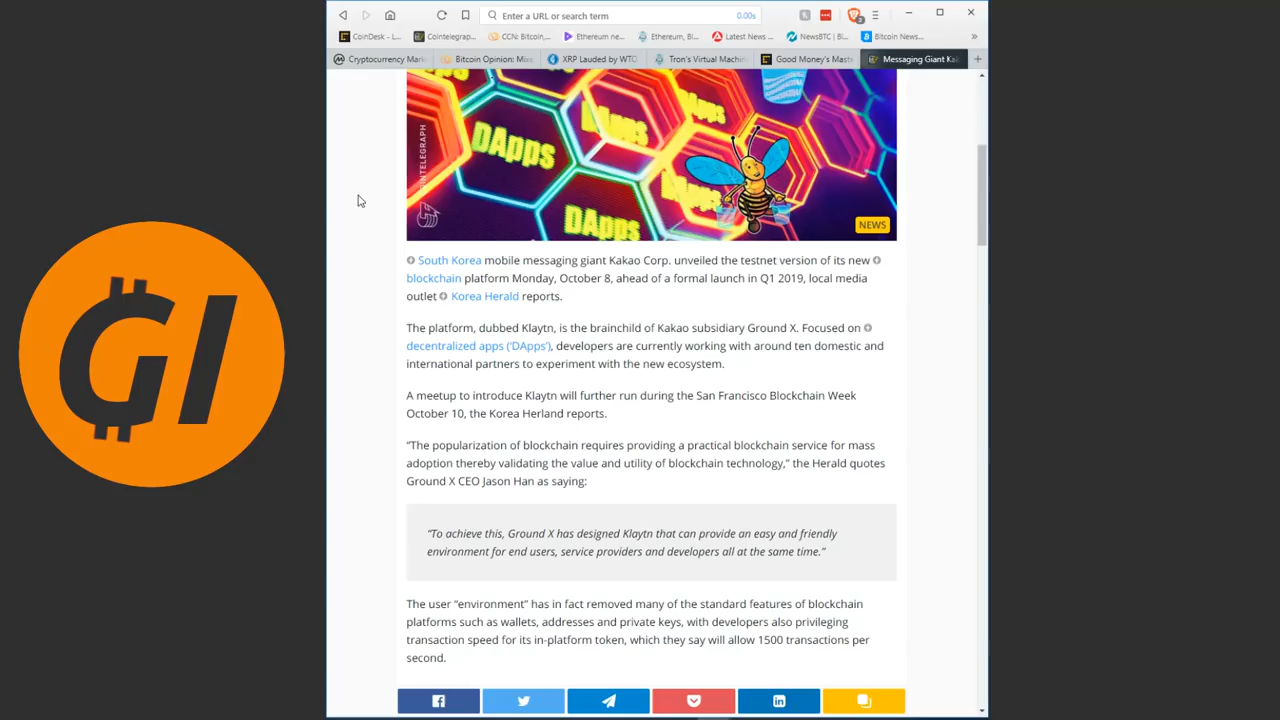 Enter a URL or search term
0.00s
2
CoinDesk - L...
Cointelegrap...
CCN: Bitcoin,...
Ethereum ne...
Ethereum, Bl...
Latest News ...
NewsBTC | Bi...
Bitcoin News...
»
Cryptocurrency Mark
Bitcoin Opinion: Mixe
XRP Lauded by WTO
Tron's Virtual Machin
Good Money's Maste
Messaging Giant Kak
DApps
DApps
DApps
DApps
DApps
COINTELEGRAPH
NEWS
GI
South Korea mobile messaging giant Kakao Corp. unveiled the testnet version of its new
blockchain platform Monday, October 8, ahead of a formal launch in Q1 2019, local media
outlet Korea Herald reports.
The platform, dubbed Klaytn, is the brainchild of Kakao subsidiary Ground X. Focused on
decentralized apps (‘DApps’), developers are currently working with around ten domestic and
international partners to experiment with the new ecosystem.
A meetup to introduce Klaytn will further run during the San Francisco Blockchain Week
October 10, the Korea Herland reports.
“The popularization of blockchain requires providing a practical blockchain service for mass
adoption thereby validating the value and utility of blockchain technology,” the Herald quotes
Ground X CEO Jason Han as saying:
“To achieve this, Ground X has designed Klaytn that can provide an easy and friendly
environment for end users, service providers and developers all at the same time.”
The user “environment” has in fact removed many of the standard features of blockchain
platforms such as wallets, addresses and private keys, with developers also privileging
transaction speed for its in-platform token, which they say will allow 1500 transactions per
second.